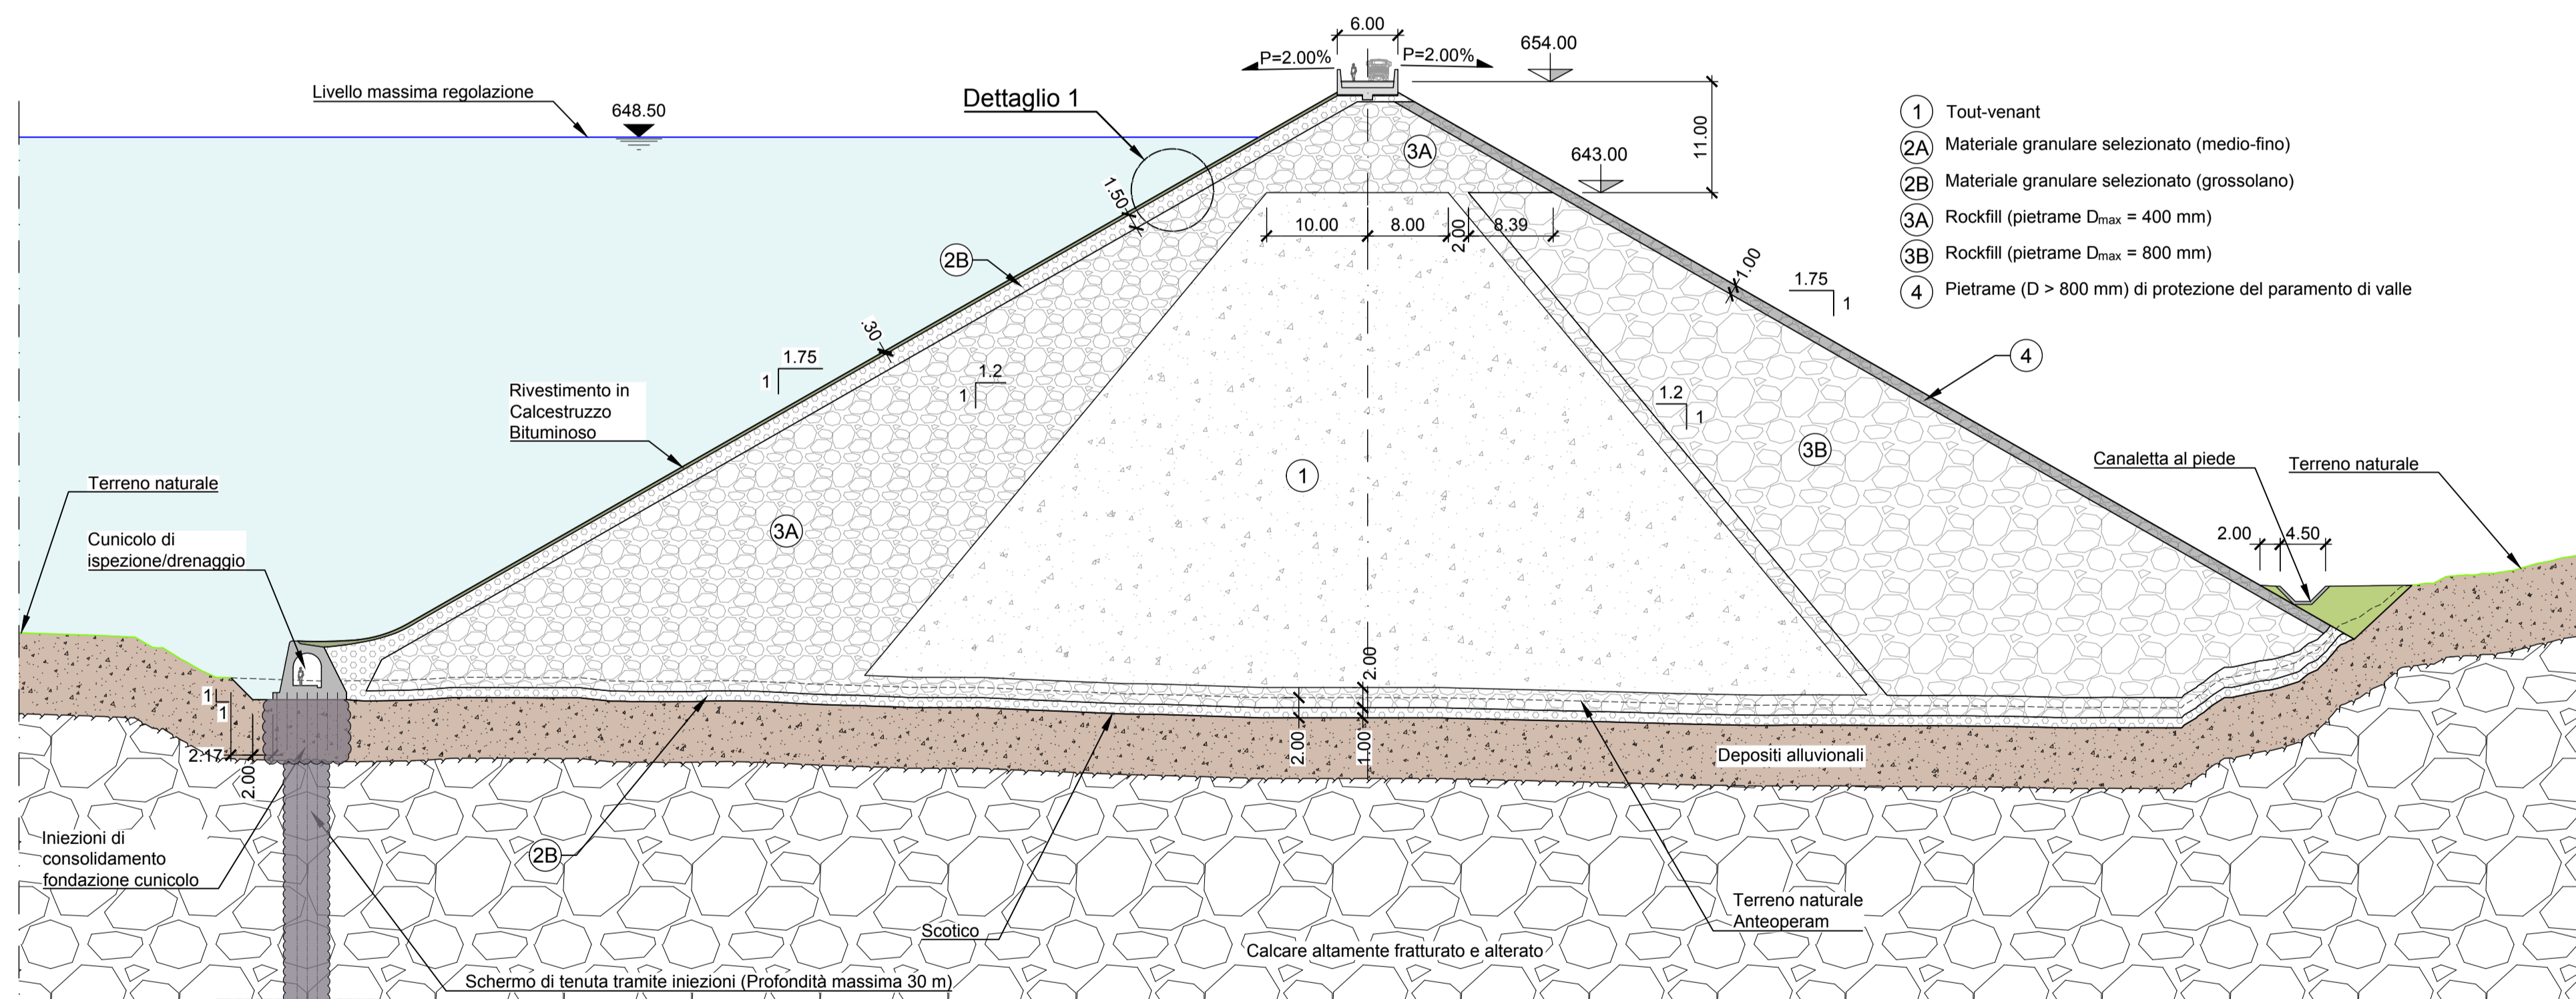 6.00
P=2.00%
P=2.00%
654.00
Livello massima regolazione
648.50
Dettaglio 1
11.00
643.00
1 Tout-venant
2A Materiale granulare selezionato (medio-fino)
2B Materiale granulare selezionato (grossolano)
3A Rockfill (pietrame Dmax = 400 mm)
3B Rockfill (pietrame Dmax = 800 mm)
4 Pietrame (D > 800 mm) di protezione del paramento di valle
3A
1.50
10.00
8.00
2.00
8.39
2B
1.00
1.75
1
.30
1.75
1
1.2
1
1.2
1
4
Rivestimento in
Calcestruzzo
Bituminoso
3B
1
Canaletta al piede
Terreno naturale
Terreno naturale
3A
2.00
4.50
Cunicolo di
ispezione/drenaggio
2.00
1
1
2.17
2.00
2.00
1.00
Depositi alluvionali
Iniezioni di
consolidamento
fondazione cunicolo
2B
Scotico
Terreno naturale
Anteoperam
Calcare altamente fratturato e alterato
Schermo di tenuta tramite iniezioni (Profondità massima 30 m)